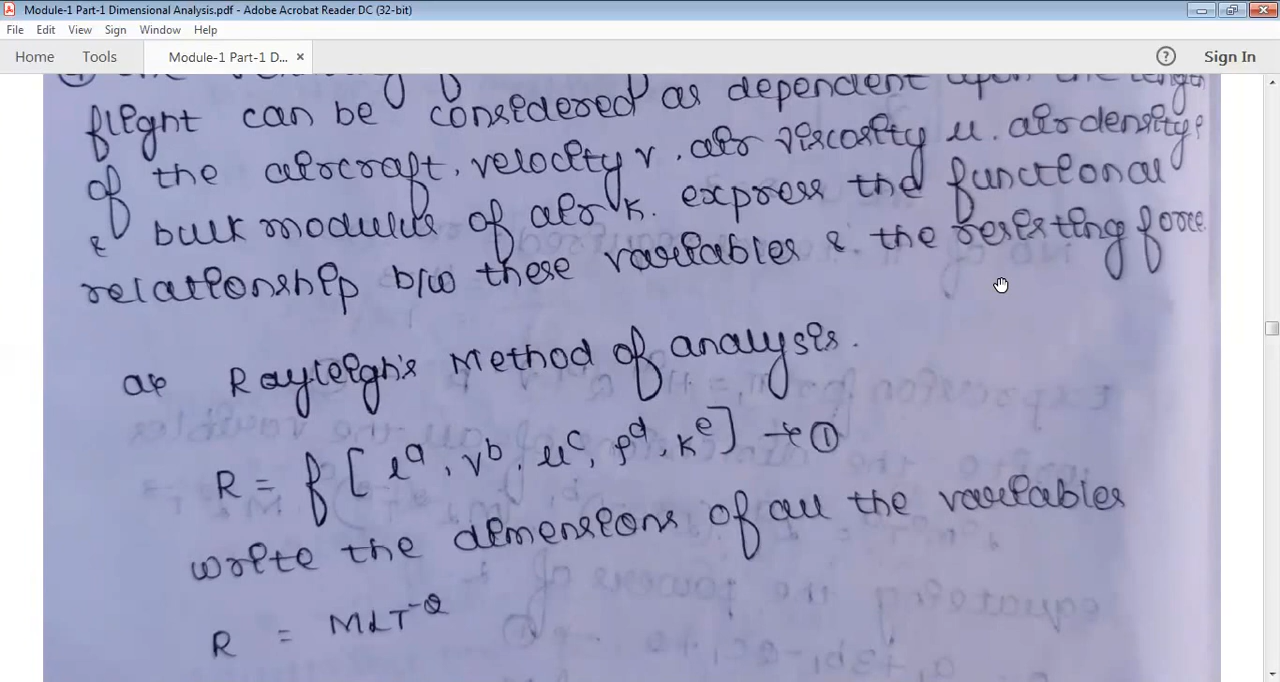 Module-1 Part-1 Dimensional Analysis.pdf - Adobe Acrobat Reader DC (32-bit)
File Edit View Sign Window Help
Home Tools Module-1 Part-1 D... × ? Sign In
flight can be considered as dependent upon the length
of the aircraft, velocity v, air viscosity μ. air density ρ
& bulk modulus of air K. express the functional
relationship b/w these variables & the resisting force
Rayleigh's Method of analysis.
R = f [l^a, v^b, μ^c, ρ^d, K^e] → ①
write the dimensions of all the variables
R = MLT^-2